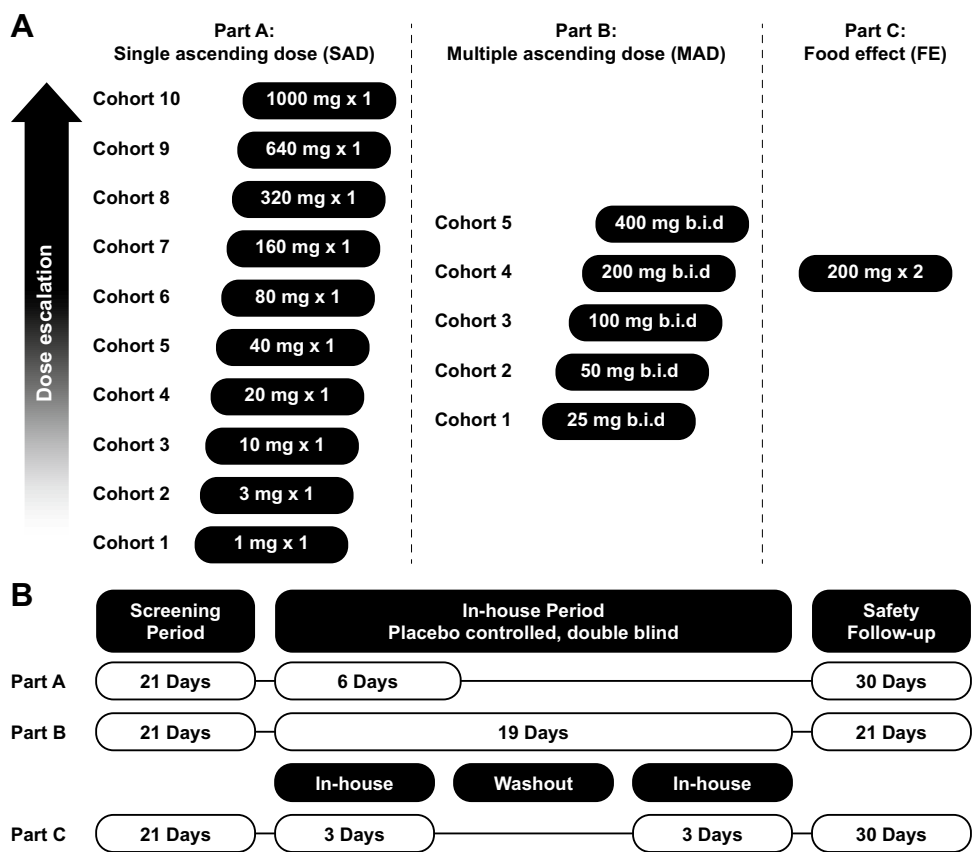 A
Part A:
Single ascending dose (SAD)
Part B:
Multiple ascending dose (MAD)
Part C:
Food effect (FE)
Dose escalation
Cohort 10 1000 mg x 1
Cohort 9 640 mg x 1
Cohort 8 320 mg x 1
Cohort 7 160 mg x 1
Cohort 6 80 mg x 1
Cohort 5 40 mg x 1
Cohort 4 20 mg x 1
Cohort 3 10 mg x 1
Cohort 2 3 mg x 1
Cohort 1 1 mg x 1
Cohort 5 400 mg b.i.d
Cohort 4 200 mg b.i.d
Cohort 3 100 mg b.i.d
Cohort 2 50 mg b.i.d
Cohort 1 25 mg b.i.d
200 mg x 2
B
Screening
Period
In-house Period
Placebo controlled, double blind
Safety
Follow-up
Part A 21 Days 6 Days 30 Days
Part B 21 Days 19 Days 21 Days
In-house Washout In-house
Part C 21 Days 3 Days 3 Days 30 Days